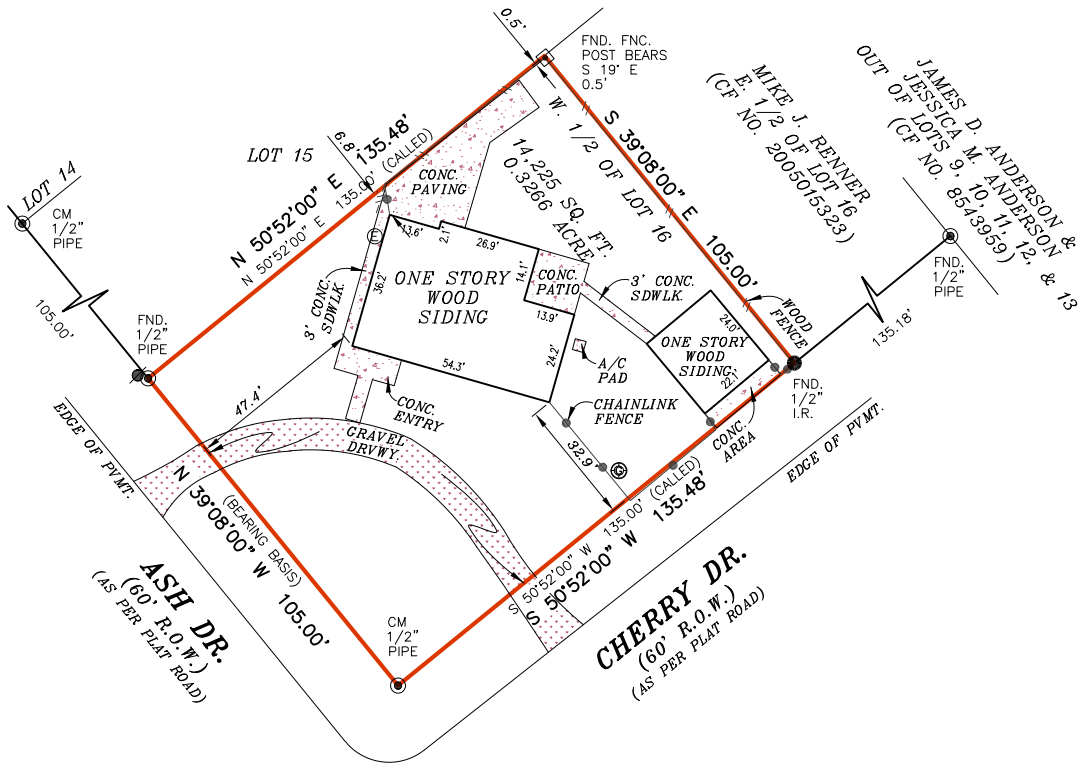 0.5'
FND. FNC.
POST BEARS
S 19° E
0.5'
JAMES D. ANDERSON &
JESSICA M. ANDERSON
OUT OF LOTS 9, 10, 11, 12, & 13
(CF NO. 8543959)
MIKE J. RENNER
E. 1/2 OF LOT 16
(CF NO. 2005015323)
LOT 14
CM
1/2"
PIPE
LOT 15
6.8'
135.48'
135.00' (CALLED)
N 50°52'00" E
N 50°52'00" E
CONC.
PAVING
W. 1/2 OF LOT 16
14,225 SQ. FT.
0.3266 ACRE
S 39°08'00" E 105.00'
FND.
1/2"
PIPE
135.18'
105.00'
FND.
1/2"
PIPE
E
13.6'
2.1'
26.9'
14.1'
13.9'
24.2'
54.3'
36.2'
ONE STORY
WOOD
SIDING
3' CONC.
SDWLK.
CONC.
PATIO
3' CONC.
SDWLK.
WOOD
FENCE
24.0'
22.1'
ONE STORY
WOOD
SIDING
FND.
1/2"
I.R.
A/C
PAD
CHAINLINK
FENCE
CONC.
AREA
CONC.
ENTRY
47.4'
GRAVEL
DRVWY.
32.9'
G
EDGE OF PVMT.
EDGE OF PVMT.
N 39°08'00" W 105.00'
(BEARING BASIS)
S 50°52'00" W 135.00' (CALLED)
S 50°52'00" W 135.48'
CM
1/2"
PIPE
ASH DR.
(60' R.O.W.)
(AS PER PLAT ROAD)
CHERRY DR.
(60' R.O.W.)
(AS PER PLAT ROAD)